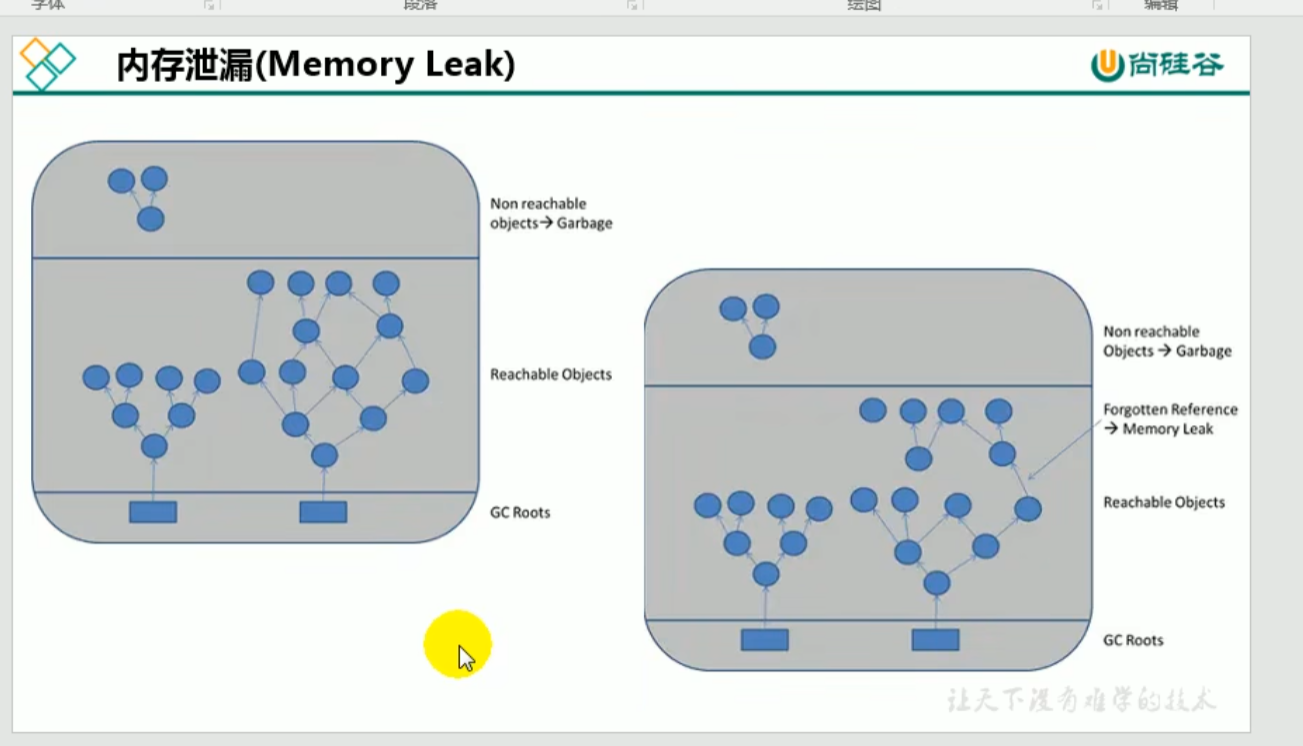 字体
段落
绘图
编辑
内存泄漏(Memory Leak)
尚硅谷
Non reachable
objects→ Garbage
Reachable Objects
GC Roots
Non reachable
Objects → Garbage
Forgotten Reference
→ Memory Leak
Reachable Objects
GC Roots
让天下没有难学的技术